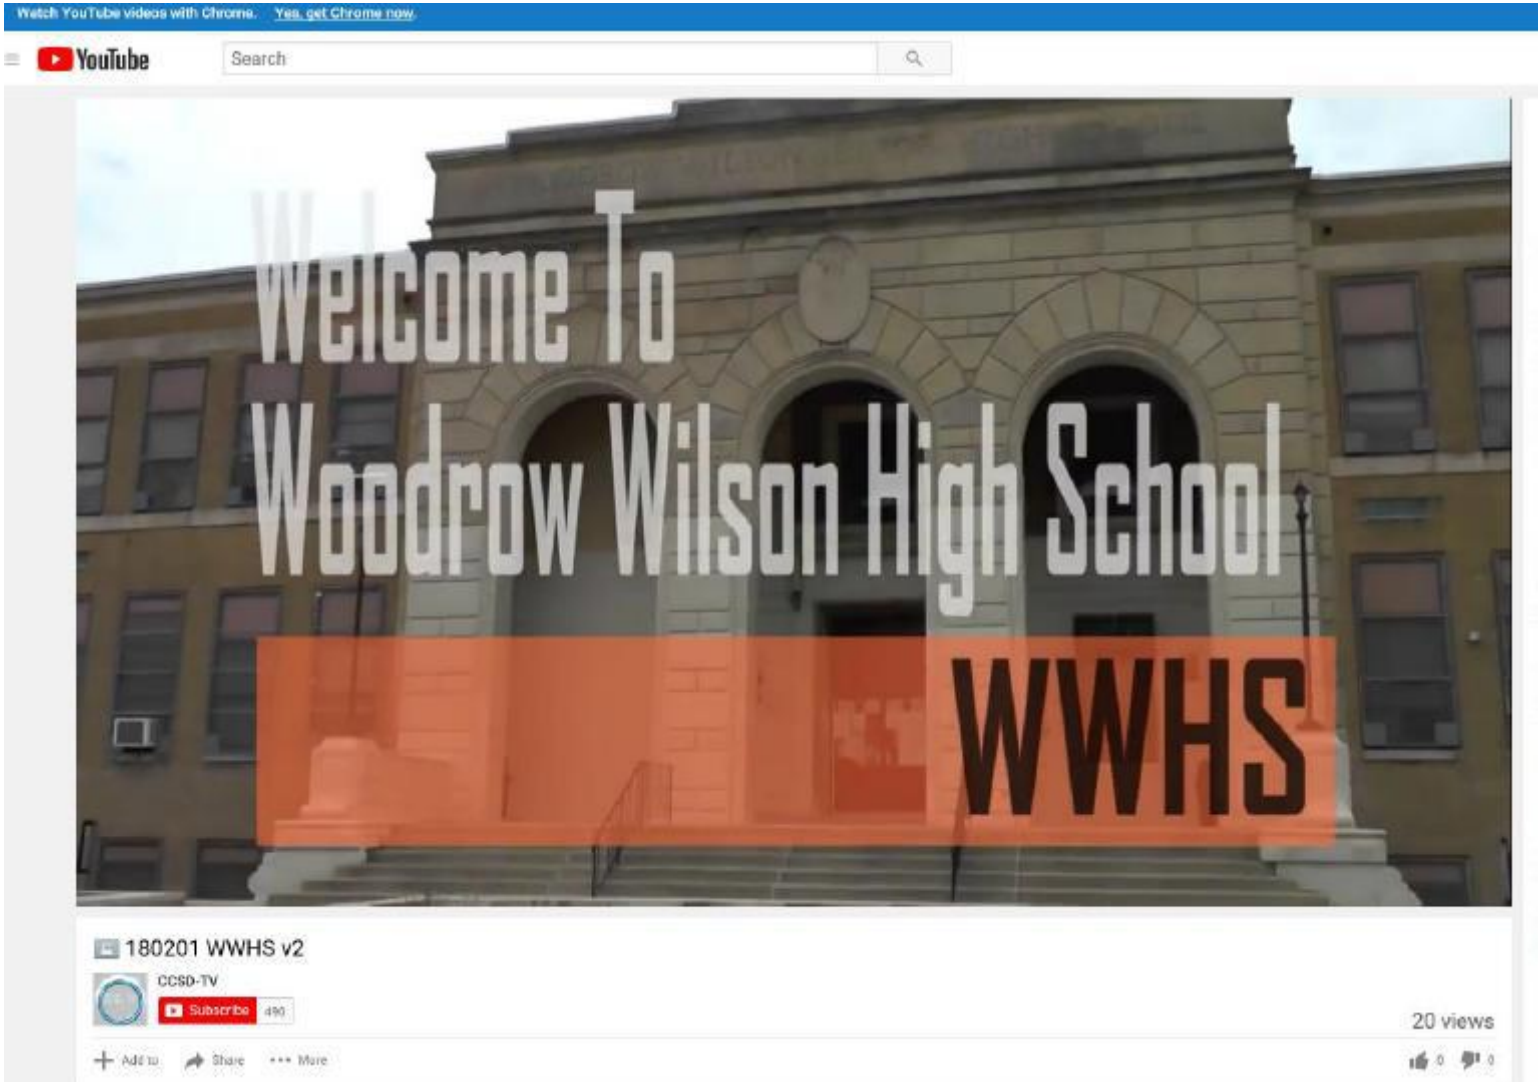 Watch YouTube videos with Chrome. Yes, get Chrome now.
YouTube
Search
Welcome To
Woodrow Wilson High School
WWHS
180201 WWHS v2
CCSD-TV
Subscribe 490
20 views
Add to Share More
0 0